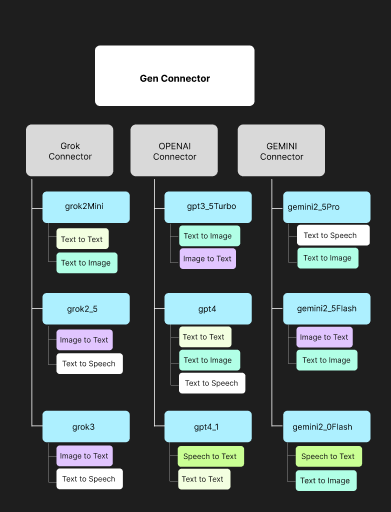 Gen Connector
Grok
Connector
OPENAI
Connector
GEMINI
Connector
grok2Mini
Text to Text
Text to Image
grok2_5
Image to Text
Text to Speech
grok3
Image to Text
Text to Speech
gpt3_5Turbo
Text to Image
Image to Text
gpt4
Text to Text
Text to Image
Text to Speech
gpt4_1
Speech to Text
Text to Text
gemini2_5Pro
Text to Speech
Text to Image
gemini2_5Flash
Image to Text
Text to Image
gemini2_0Flash
Speech to Text
Text to Image